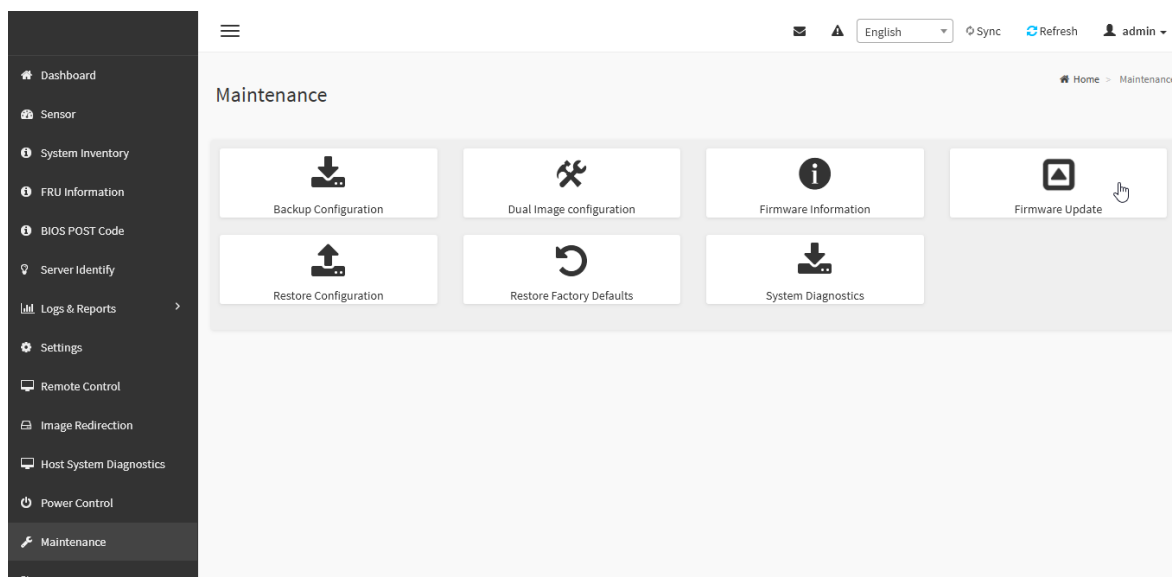 English
Sync
Refresh
admin
Dashboard
Sensor
System Inventory
FRU Information
BIOS POST Code
Server Identify
Logs & Reports
Settings
Remote Control
Image Redirection
Host System Diagnostics
Power Control
Maintenance
Maintenance
Home > Maintenance
Backup Configuration
Dual Image configuration
Firmware Information
Firmware Update
Restore Configuration
Restore Factory Defaults
System Diagnostics